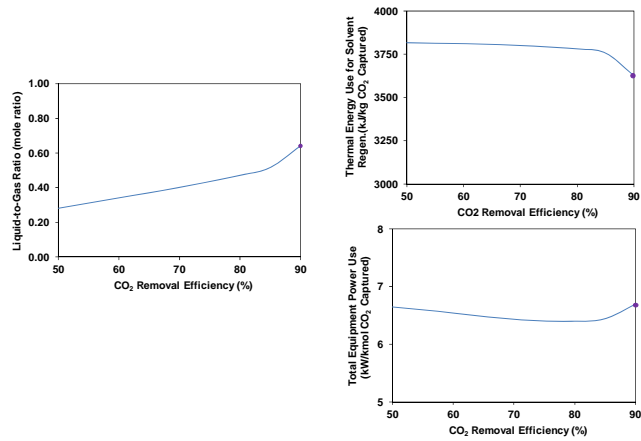 Liquid-to-Gas Ratio (mole ratio)
1.00
0.80
0.60
0.40
0.20
0.00
50 60 70 80 90
CO₂ Removal Efficiency (%)
Thermal Energy Use for Solvent
Regen.(kJ/kg CO₂ Captured)
4000
3750
3500
3250
3000
50 60 70 80 90
CO2 Removal Efficiency (%)
Total Equipment Power Use
(kW/kmol CO₂ Captured)
8
7
6
5
50 60 70 80 90
CO₂ Removal Efficiency (%)